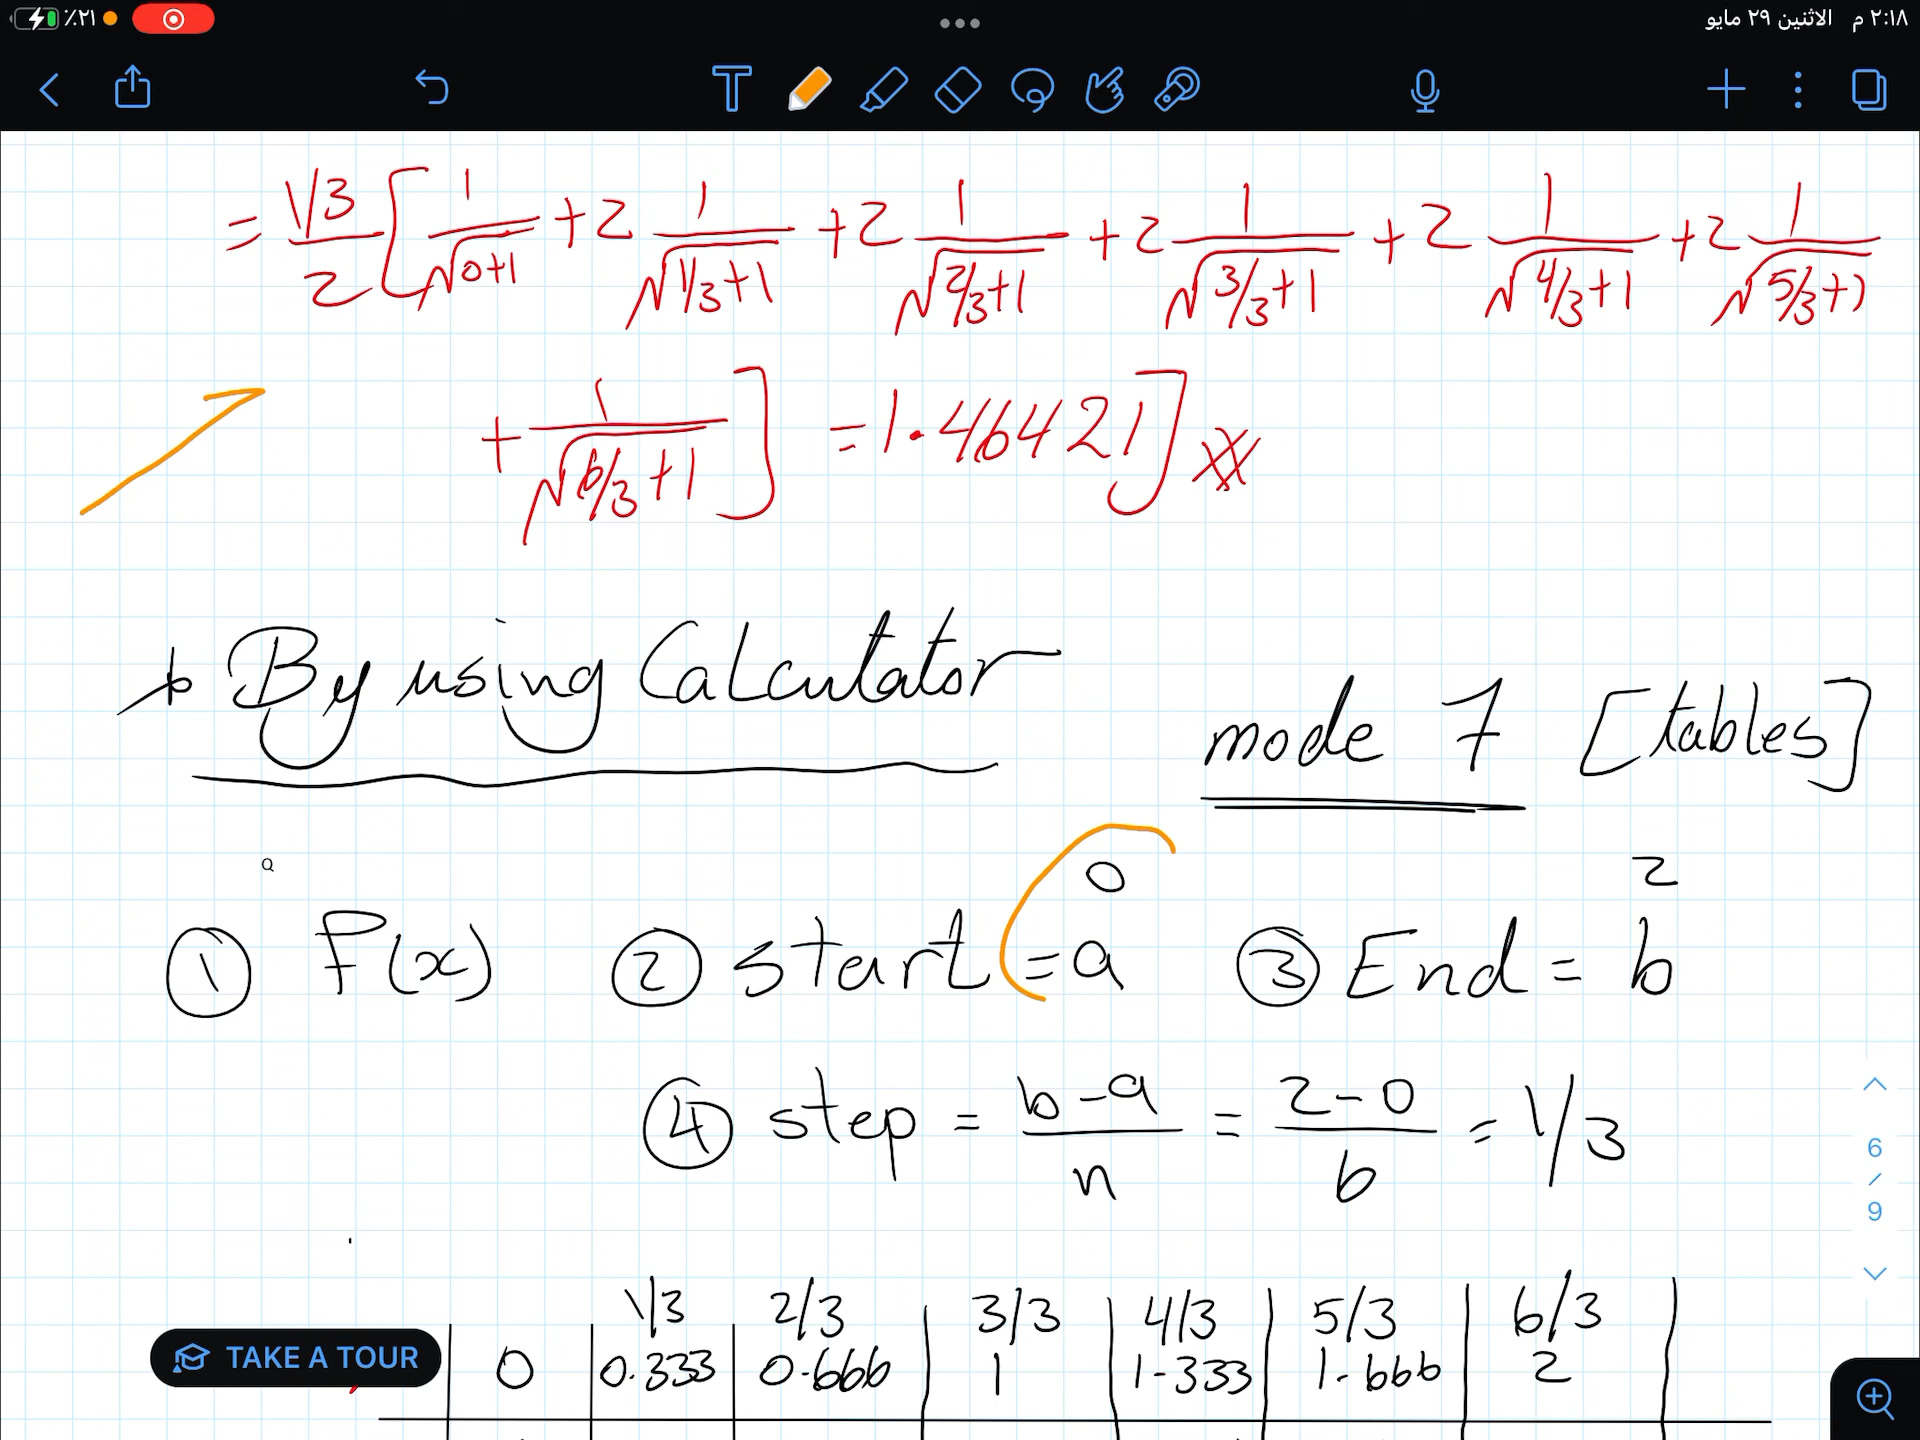 ٪٢١ ٢:١٨ م الاثنين ٢٩ مايو
= 1/3/2 [ 1/√(0+1) + 2 1/√(1/3+1) + 2 1/√(2/3+1) + 2 1/√(3/3+1) + 2 1/√(4/3+1) + 2 1/√(5/3+1)
+ 1/√(6/3+1) ] = 1.46421]
* By using Calculator
mode 7 [tables]
0 2
① F(x) ② start = a ③ End = b
④ step = b-a/n = 2-0/6 = 1/3
6
/
9
1/3 2/3 3/3 4/3 5/3 6/3
TAKE A TOUR 0 0.333 0.666 1 1.333 1.666 2